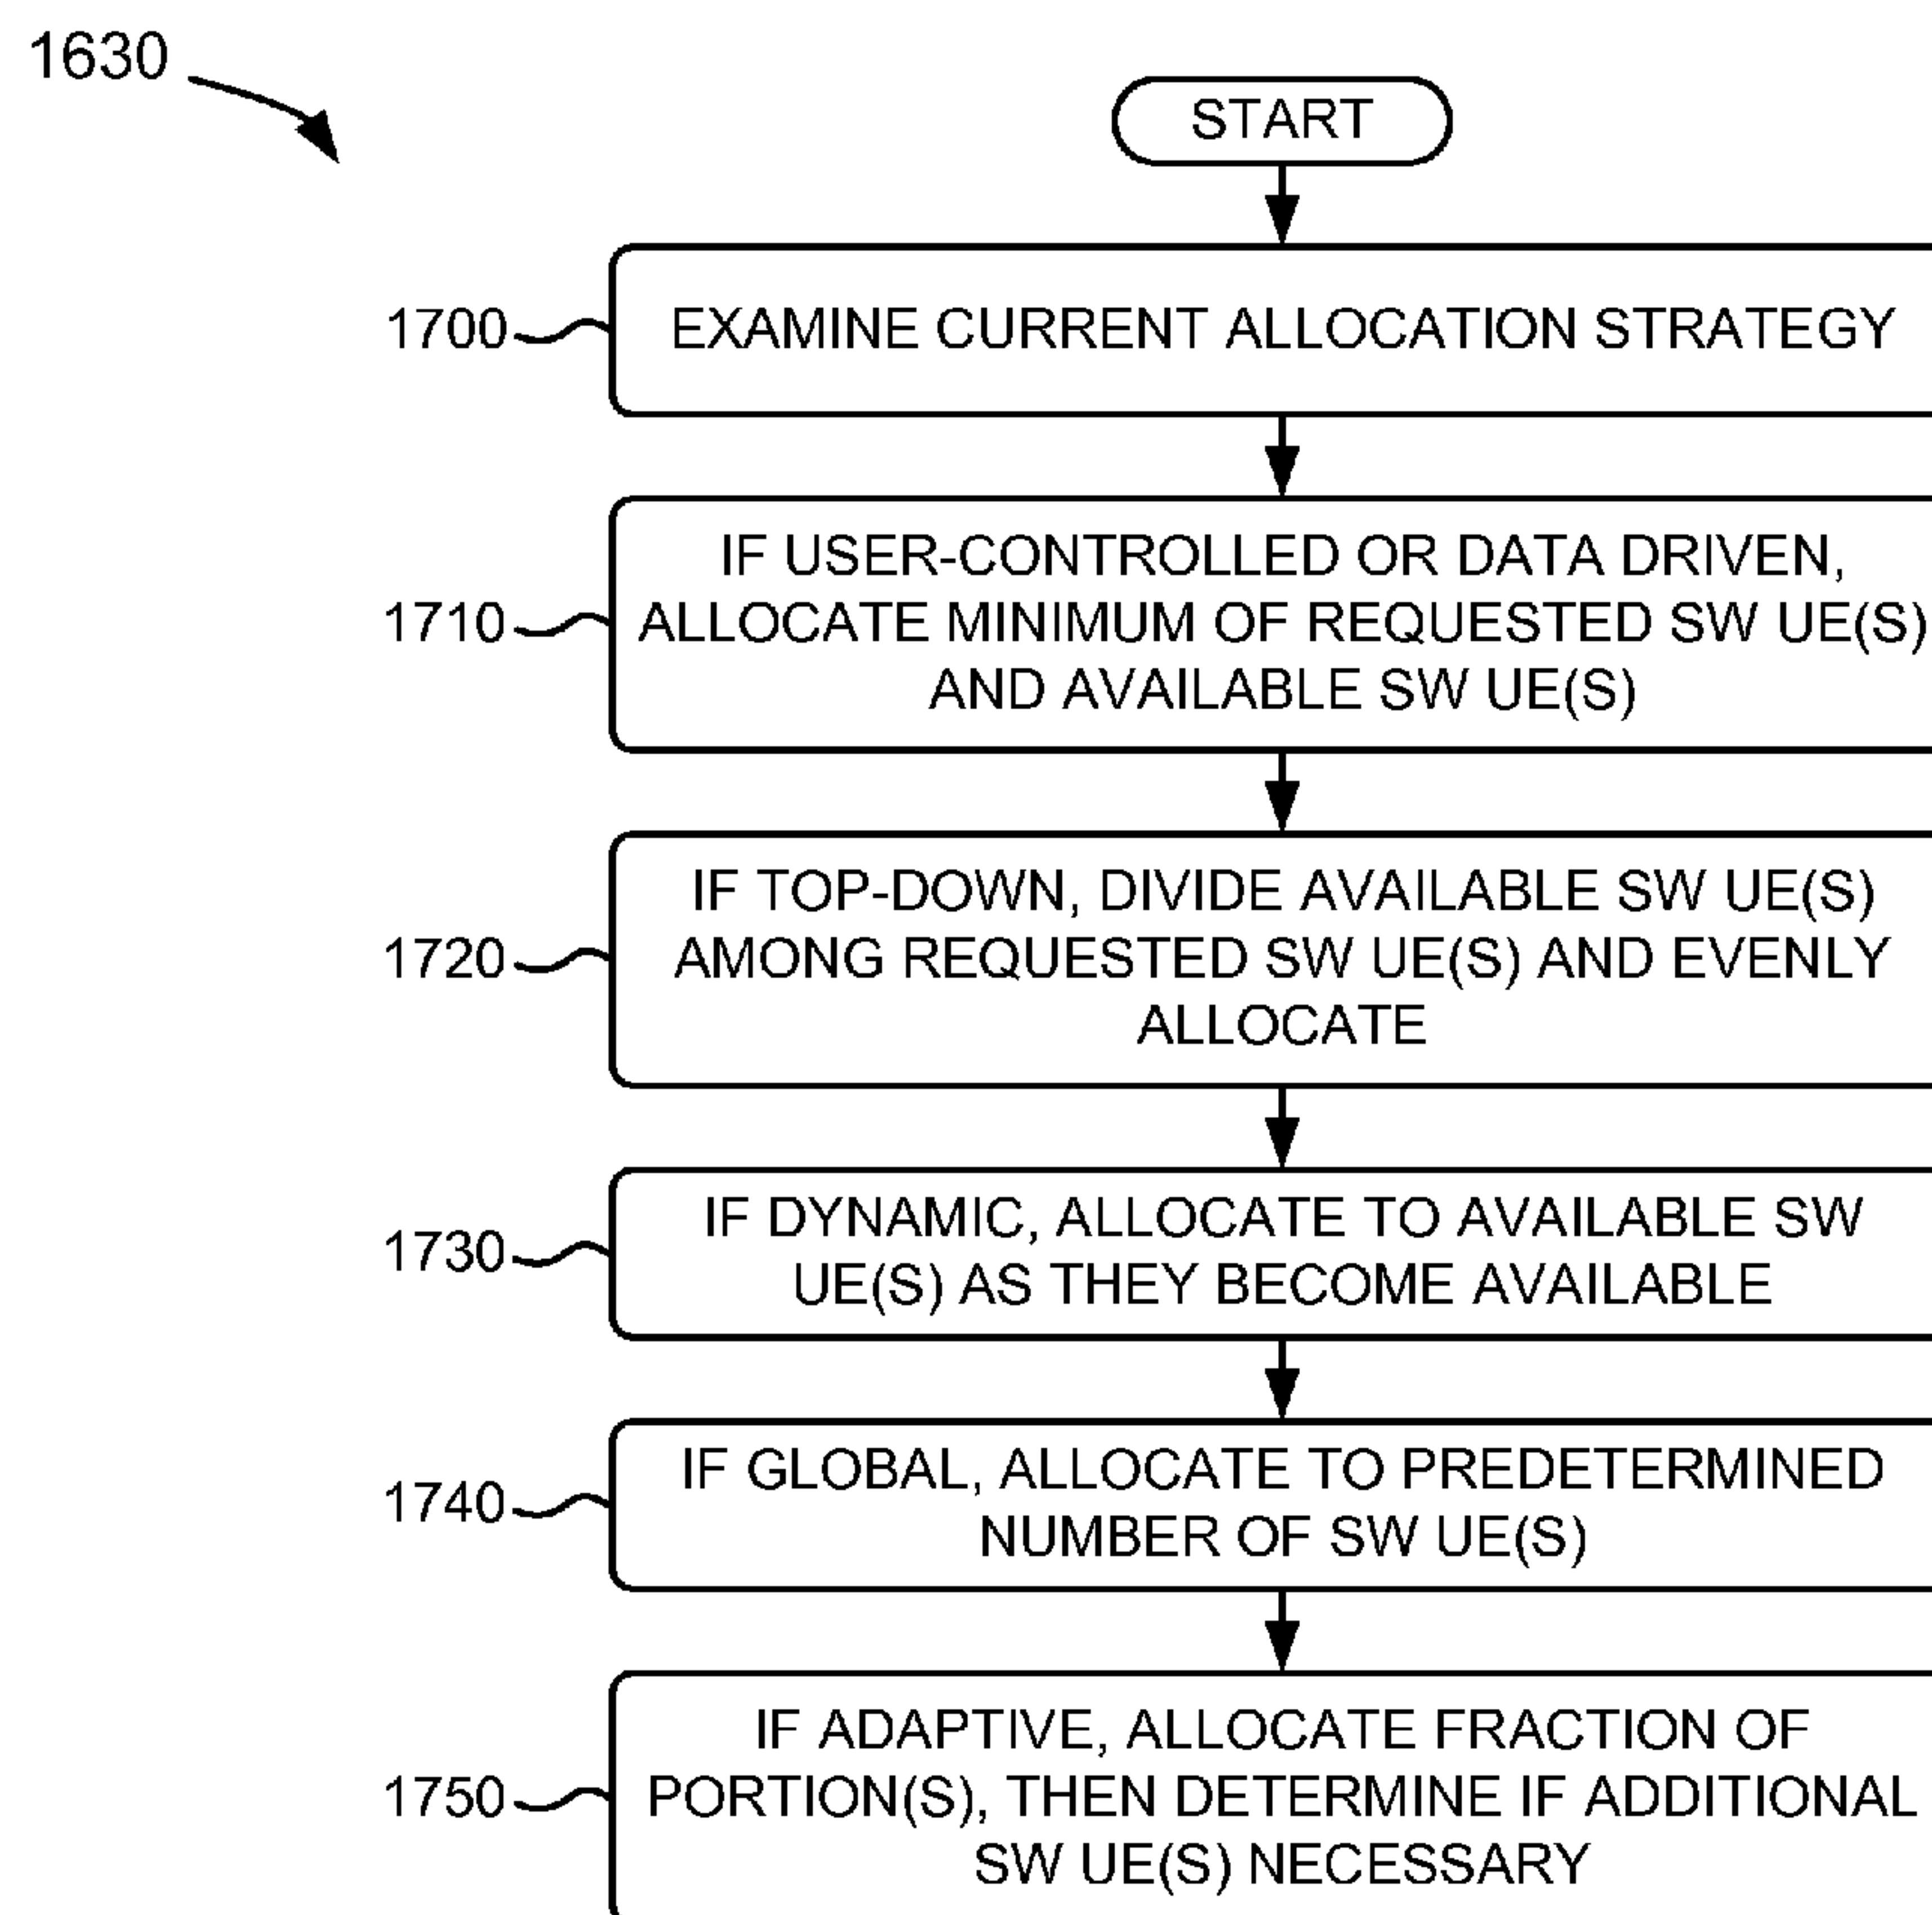 1630
START
1700
EXAMINE CURRENT ALLOCATION STRATEGY
1710
IF USER-CONTROLLED OR DATA DRIVEN,
ALLOCATE MINIMUM OF REQUESTED SW UE(S)
AND AVAILABLE SW UE(S)
1720
IF TOP-DOWN, DIVIDE AVAILABLE SW UE(S)
AMONG REQUESTED SW UE(S) AND EVENLY
ALLOCATE
1730
IF DYNAMIC, ALLOCATE TO AVAILABLE SW
UE(S) AS THEY BECOME AVAILABLE
1740
IF GLOBAL, ALLOCATE TO PREDETERMINED
NUMBER OF SW UE(S)
1750
IF ADAPTIVE, ALLOCATE FRACTION OF
PORTION(S), THEN DETERMINE IF ADDITIONAL
SW UE(S) NECESSARY